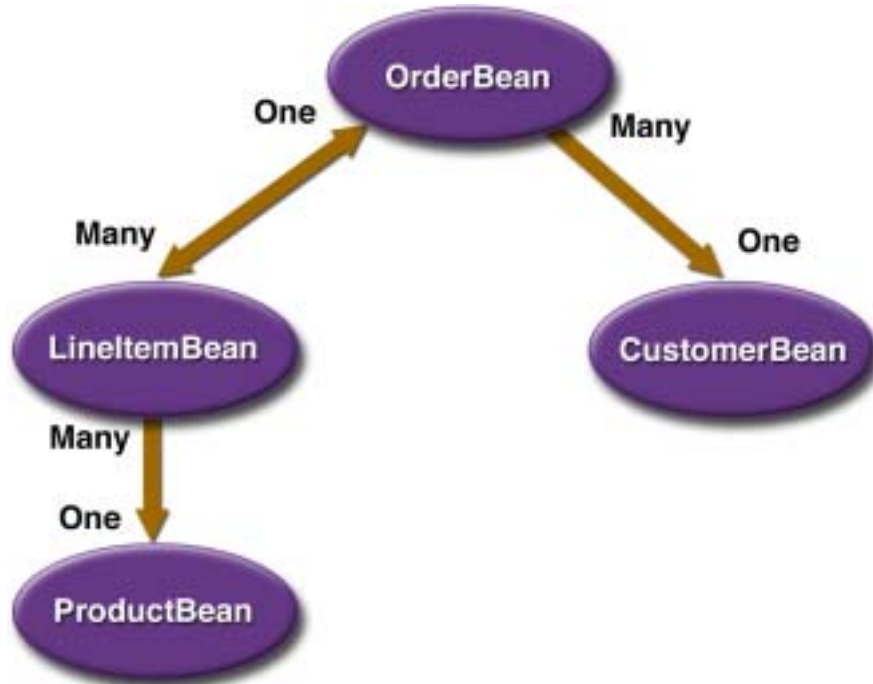 OrderBean
One
Many
Many
One
LineItemBean
CustomerBean
Many
One
ProductBean